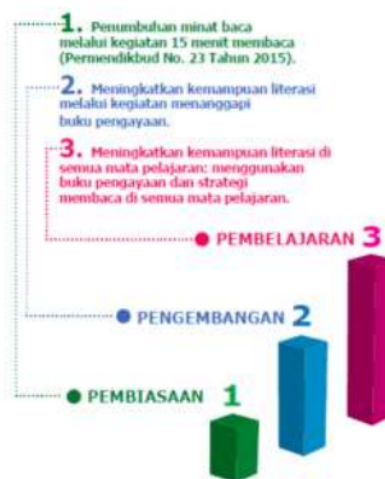 1. Penumbuhan minat baca
melalui kegiatan 15 menit membaca
(Permendikbud No. 23 Tahun 2015).
2. Meningkatkan kemampuan literasi
melalui kegiatan menanggapi
buku pengayaan.
3. Meningkatkan kemampuan literasi di
semua mata pelajaran: menggunakan
buku pengayaan dan strategi
membaca di semua mata pelajaran.
PEMBELAJARAN 3
PENGEMBANGAN 2
PEMBIASAAN 1